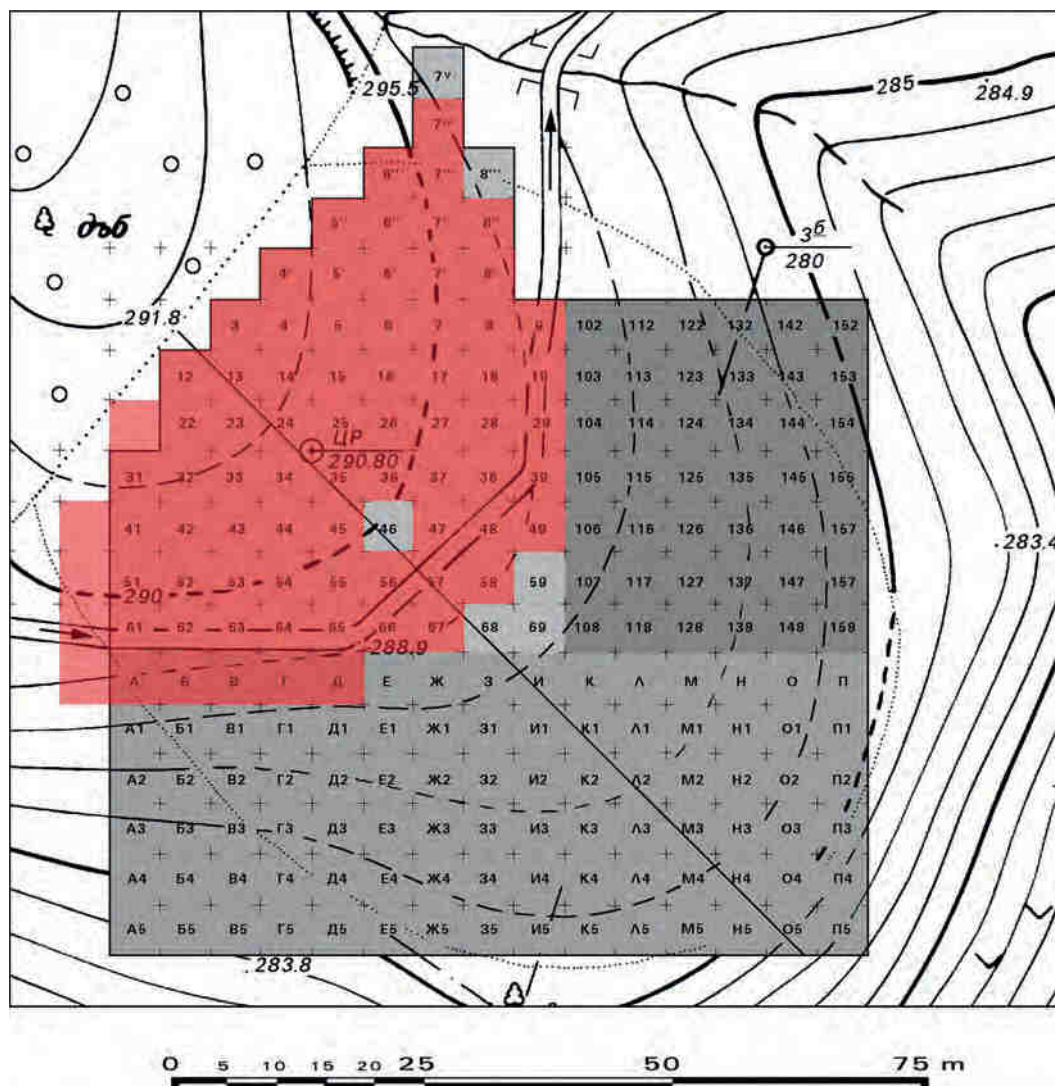 7ᵛ
295.5
7'''' 
285
284.9
6''' 7''' 8'''
дъб
5'' 6'' 7'' 8''
3б
280
4' 5' 6' 7' 8'
291.8
3 4 5 6 7 8 9 102 112 122 132 142 152
12 13 14 15 16 17 18 19 103 113 123 133 143 153
22 23 24 25 26 27 28 29 104 114 124 134 144 154
ЦР
290.80
31 32 33 34 35 36 37 38 39 105 115 125 135 145 156
41 42 43 44 45 46 47 48 49 106 116 126 136 146 157
283.4
51 52 53 54 55 56 57 58 59 107 117 127 137 147 157
290
61 62 63 64 65 66 67 68 69 108 118 128 138 148 158
288.9
А Б В Г Д Е Ж З И К Л М Н О П
А1 Б1 В1 Г1 Д1 Е1 Ж1 З1 И1 К1 Л1 М1 Н1 О1 П1
А2 Б2 В2 Г2 Д2 Е2 Ж2 З2 И2 К2 Л2 М2 Н2 О2 П2
А3 Б3 В3 Г3 Д3 Е3 Ж3 З3 И3 К3 Л3 М3 Н3 О3 П3
А4 Б4 В4 Г4 Д4 Е4 Ж4 З4 И4 К4 Л4 М4 Н4 О4 П4
А5 Б5 В5 Г5 Д5 Е5 Ж5 З5 И5 К5 Л5 М5 Н5 О5 П5
283.8
0 5 10 15 20 25 50 75 m